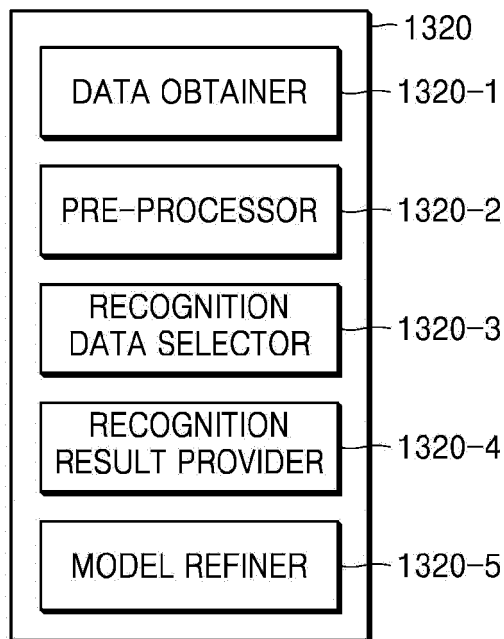 1320
DATA OBTAINER 1320-1
PRE-PROCESSOR 1320-2
RECOGNITION
DATA SELECTOR 1320-3
RECOGNITION
RESULT PROVIDER 1320-4
MODEL REFINER 1320-5